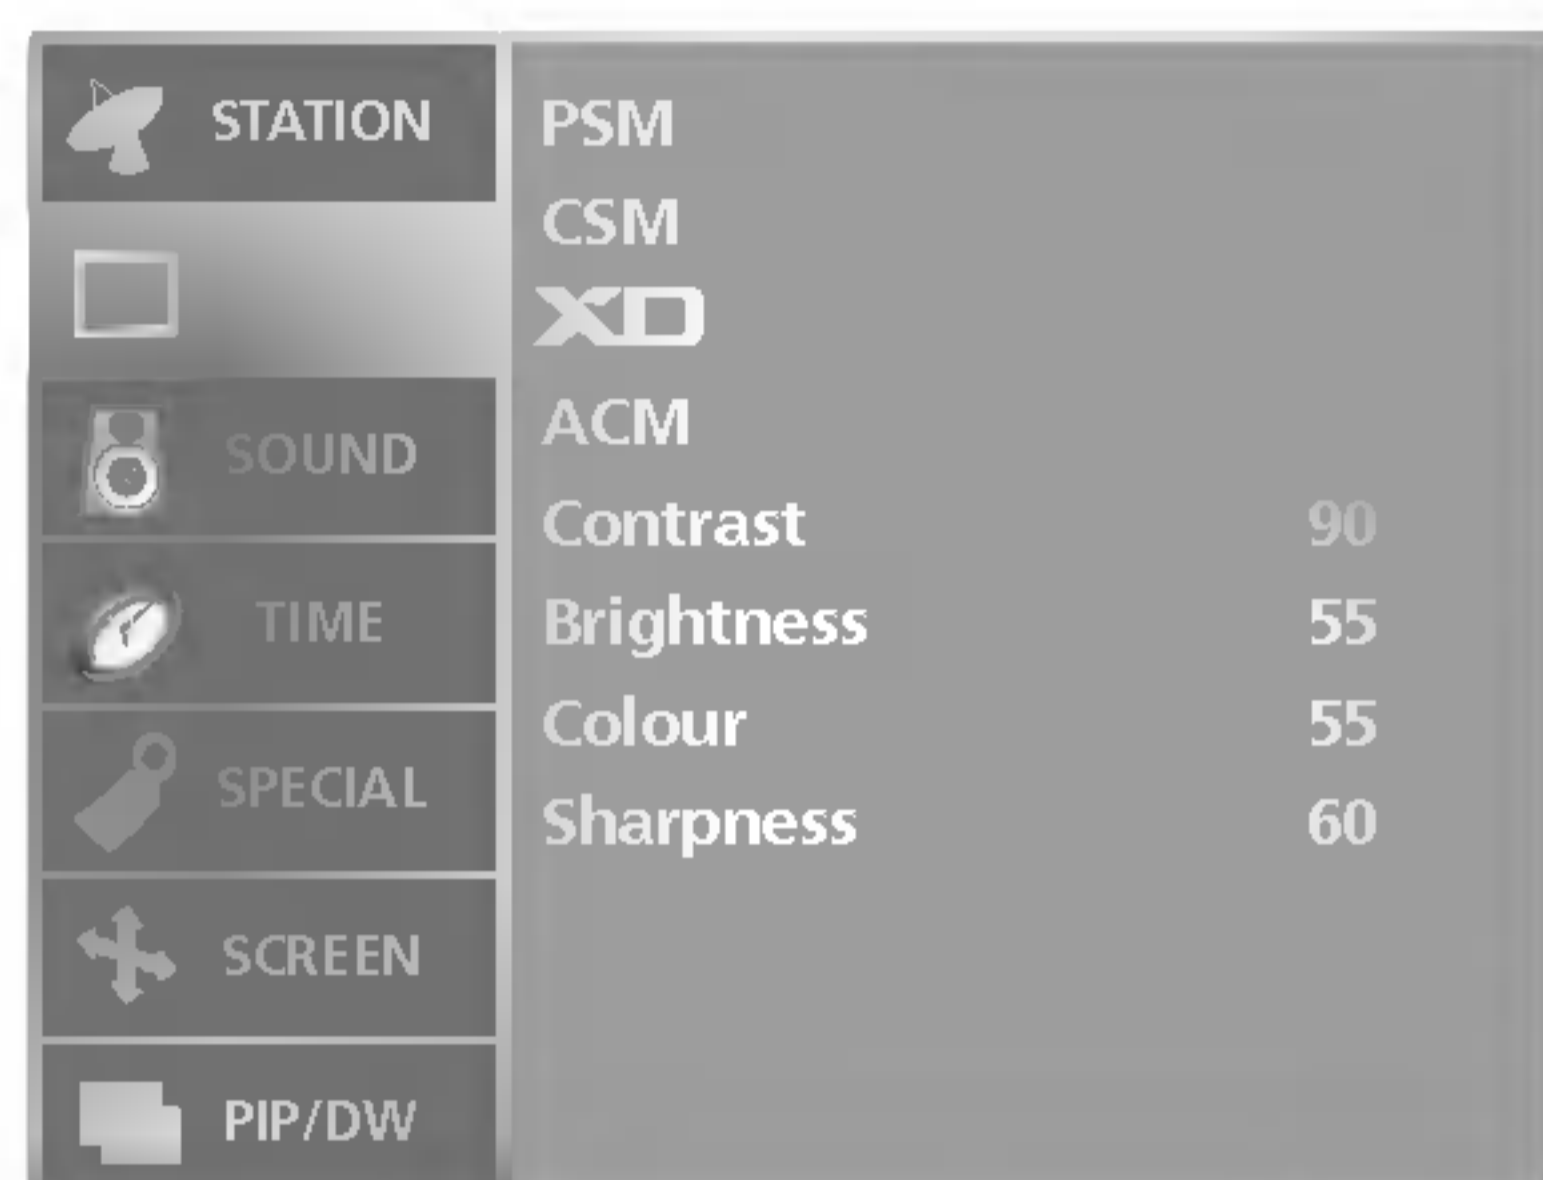 STATION
SOUND
TIME
SPECIAL
SCREEN
PIP/DW
PSM
CSM
XD
ACM
Contrast 90
Brightness 55
Colour 55
Sharpness 60